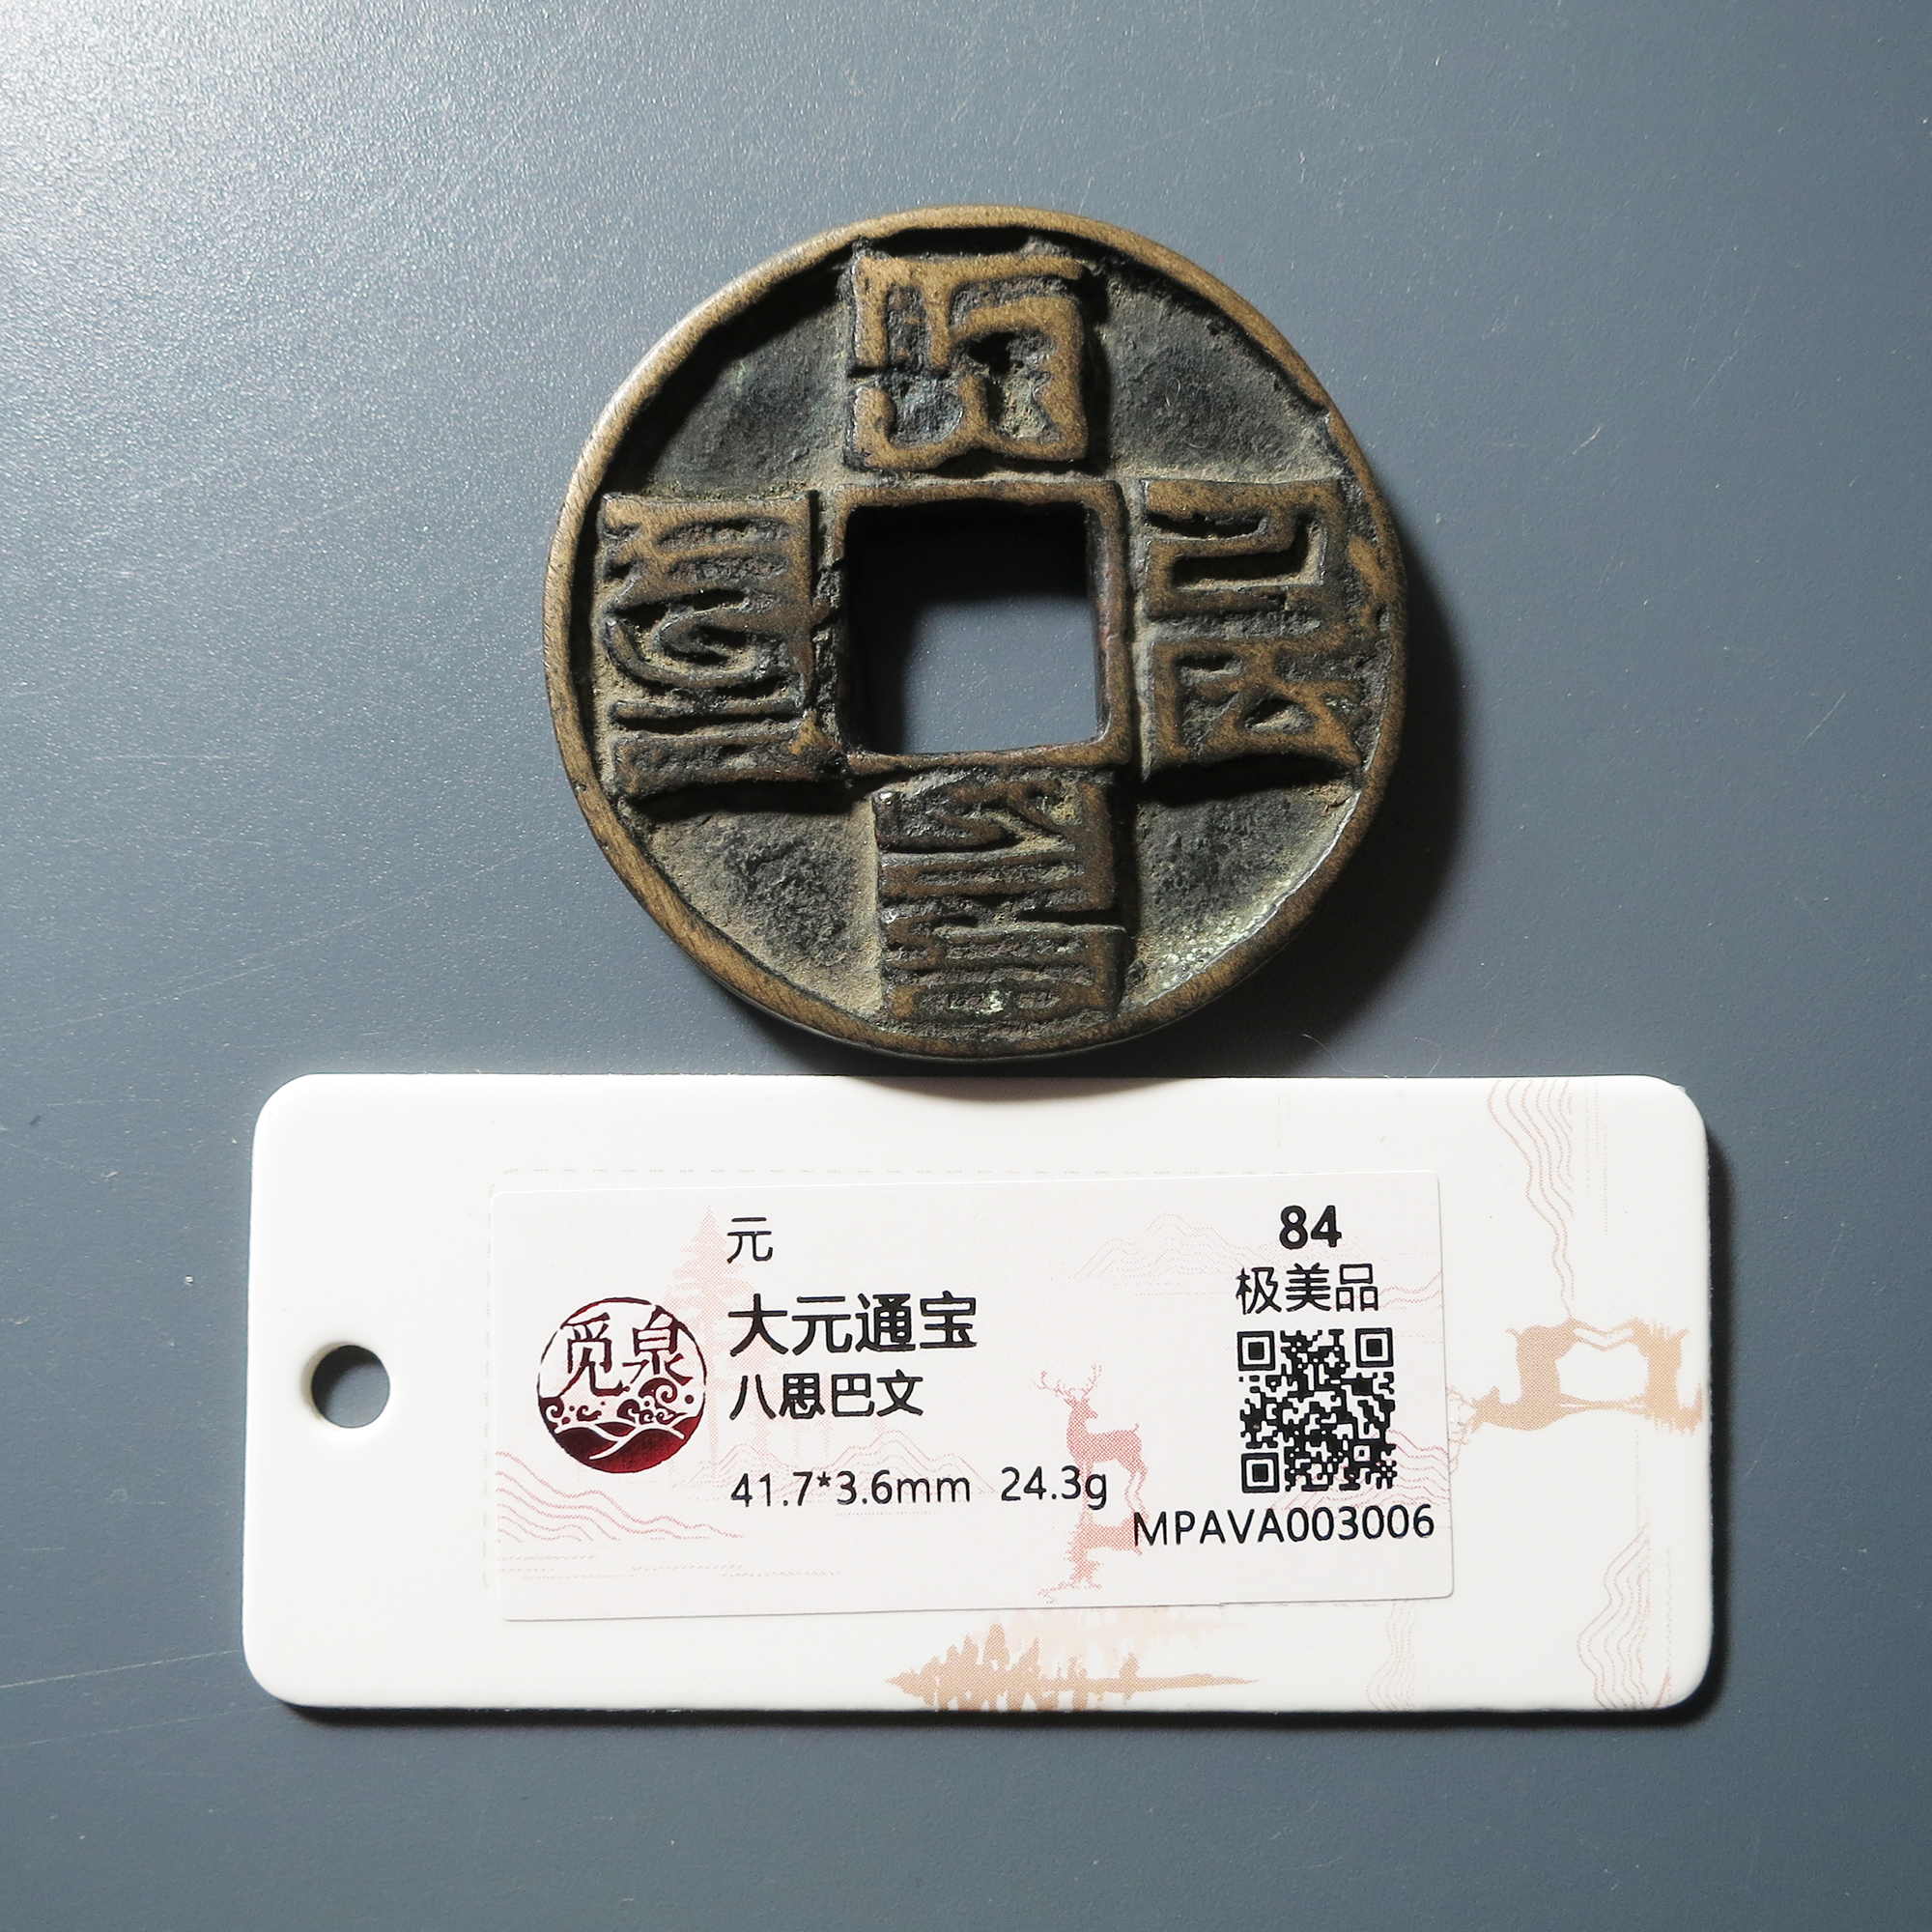 元
大元通宝
八思巴文
41.7*3.6mm 24.3g
觅泉
84
极美品
MPAVA003006